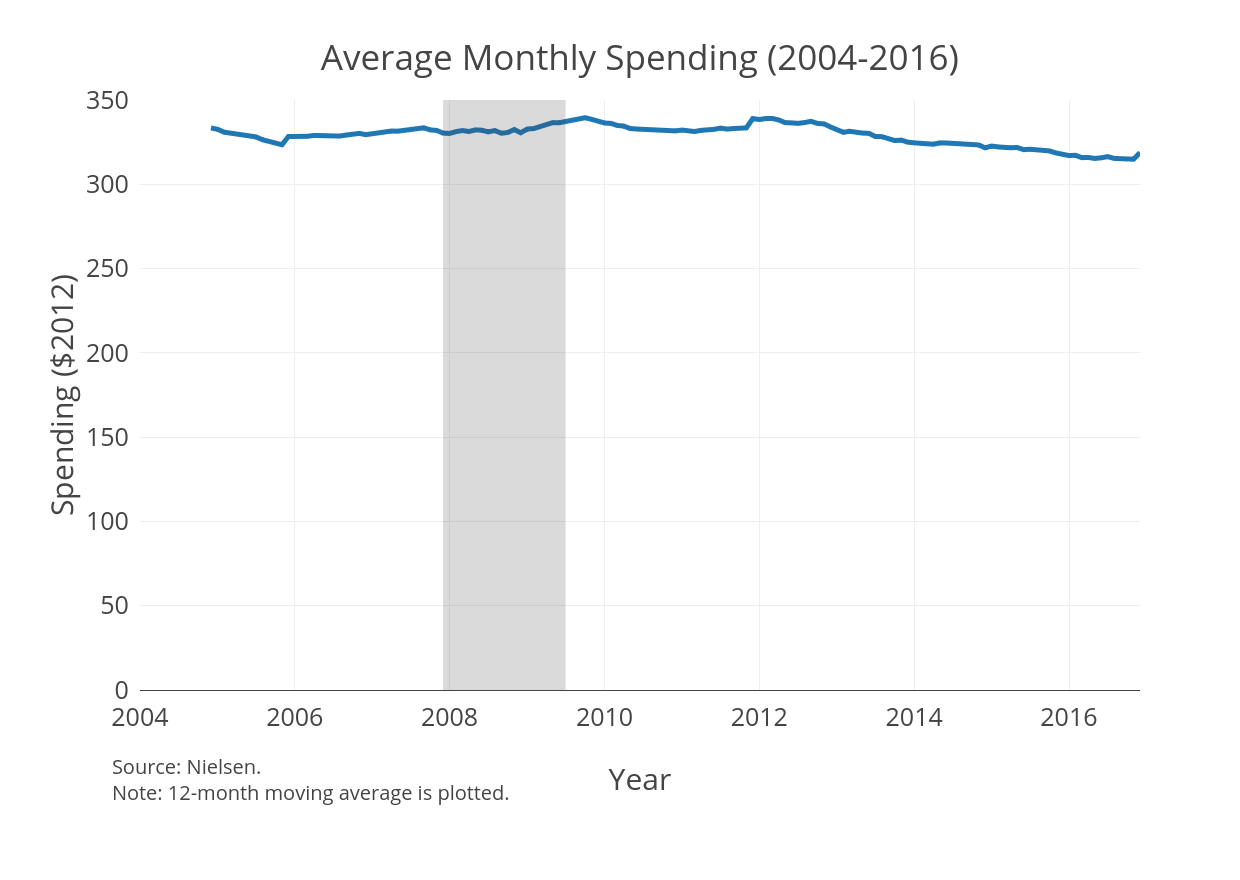 Average Monthly Spending (2004-2016)
350
300
250
200
150
100
50
0
Spending ($2012)
2004 2006 2008 2010 2012 2014 2016
Year
Source: Nielsen.
Note: 12-month moving average is plotted.